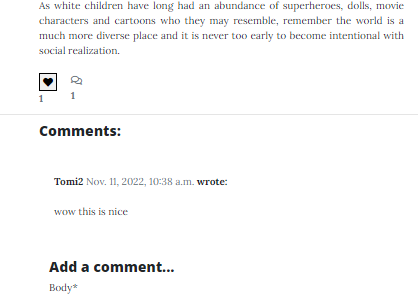 As white children have long had an abundance of superheroes, dolls, movie
characters and cartoons who they may resemble, remember the world is a
much more diverse place and it is never too early to become intentional with
social realization.
1
1
Comments:
Tomi2 Nov. 11, 2022, 10:38 a.m. wrote:
wow this is nice
Add a comment...
Body*